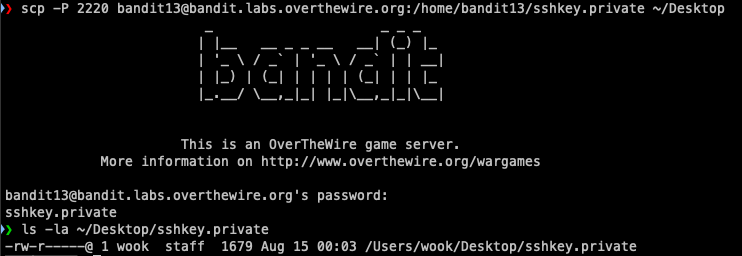 ❯ scp -P 2220 bandit13@bandit.labs.overthewire.org:/home/bandit13/sshkey.private ~/Desktop
bandit
This is an OverTheWire game server.
More information on http://www.overthewire.org/wargames
bandit13@bandit.labs.overthewire.org's password:
sshkey.private
❯ ls -la ~/Desktop/sshkey.private
-rw-r-----@ 1 wook  staff  1679 Aug 15 00:03 /Users/wook/Desktop/sshkey.private